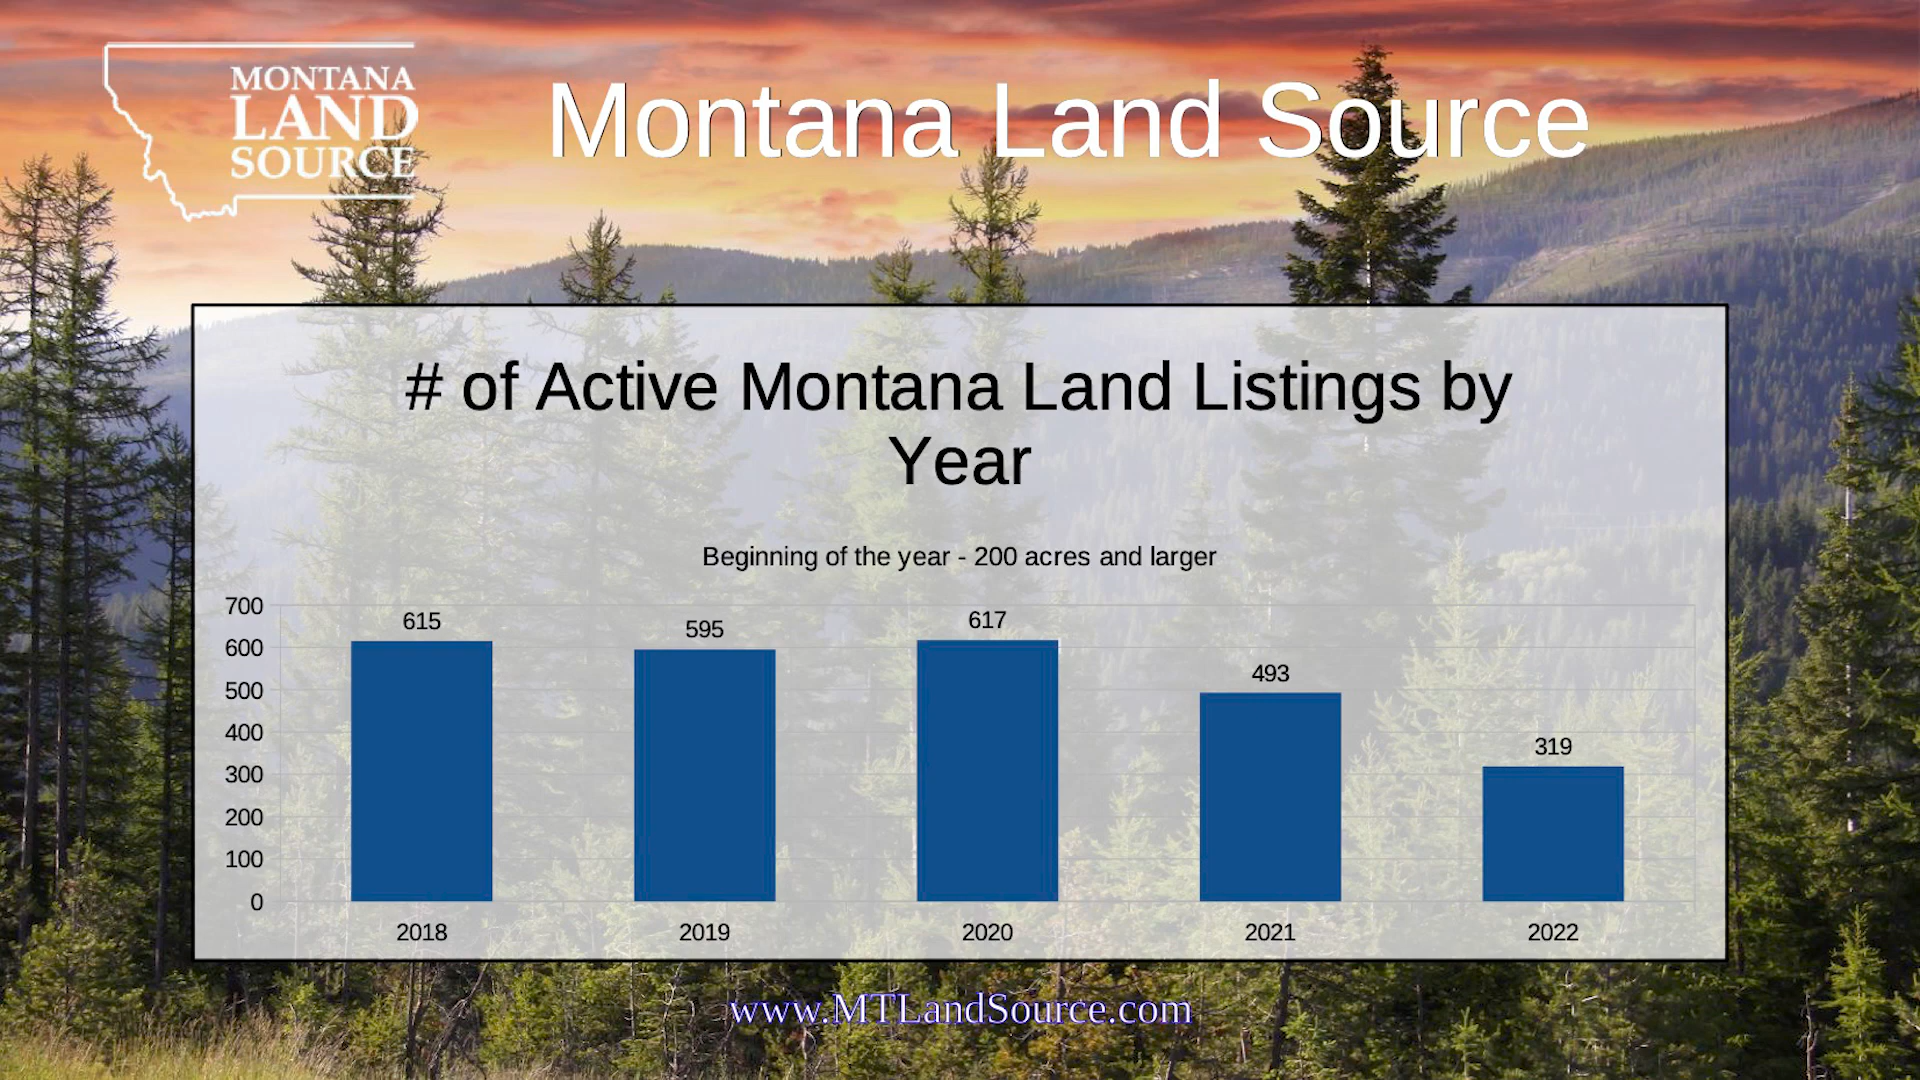 MONTANA
LAND
SOURCE
Montana Land Source
# of Active Montana Land Listings by
Year
Beginning of the year - 200 acres and larger
700
600
500
400
300
200
100
0
615
595
617
493
319
2018
2019
2020
2021
2022
www.MTLandSource.com